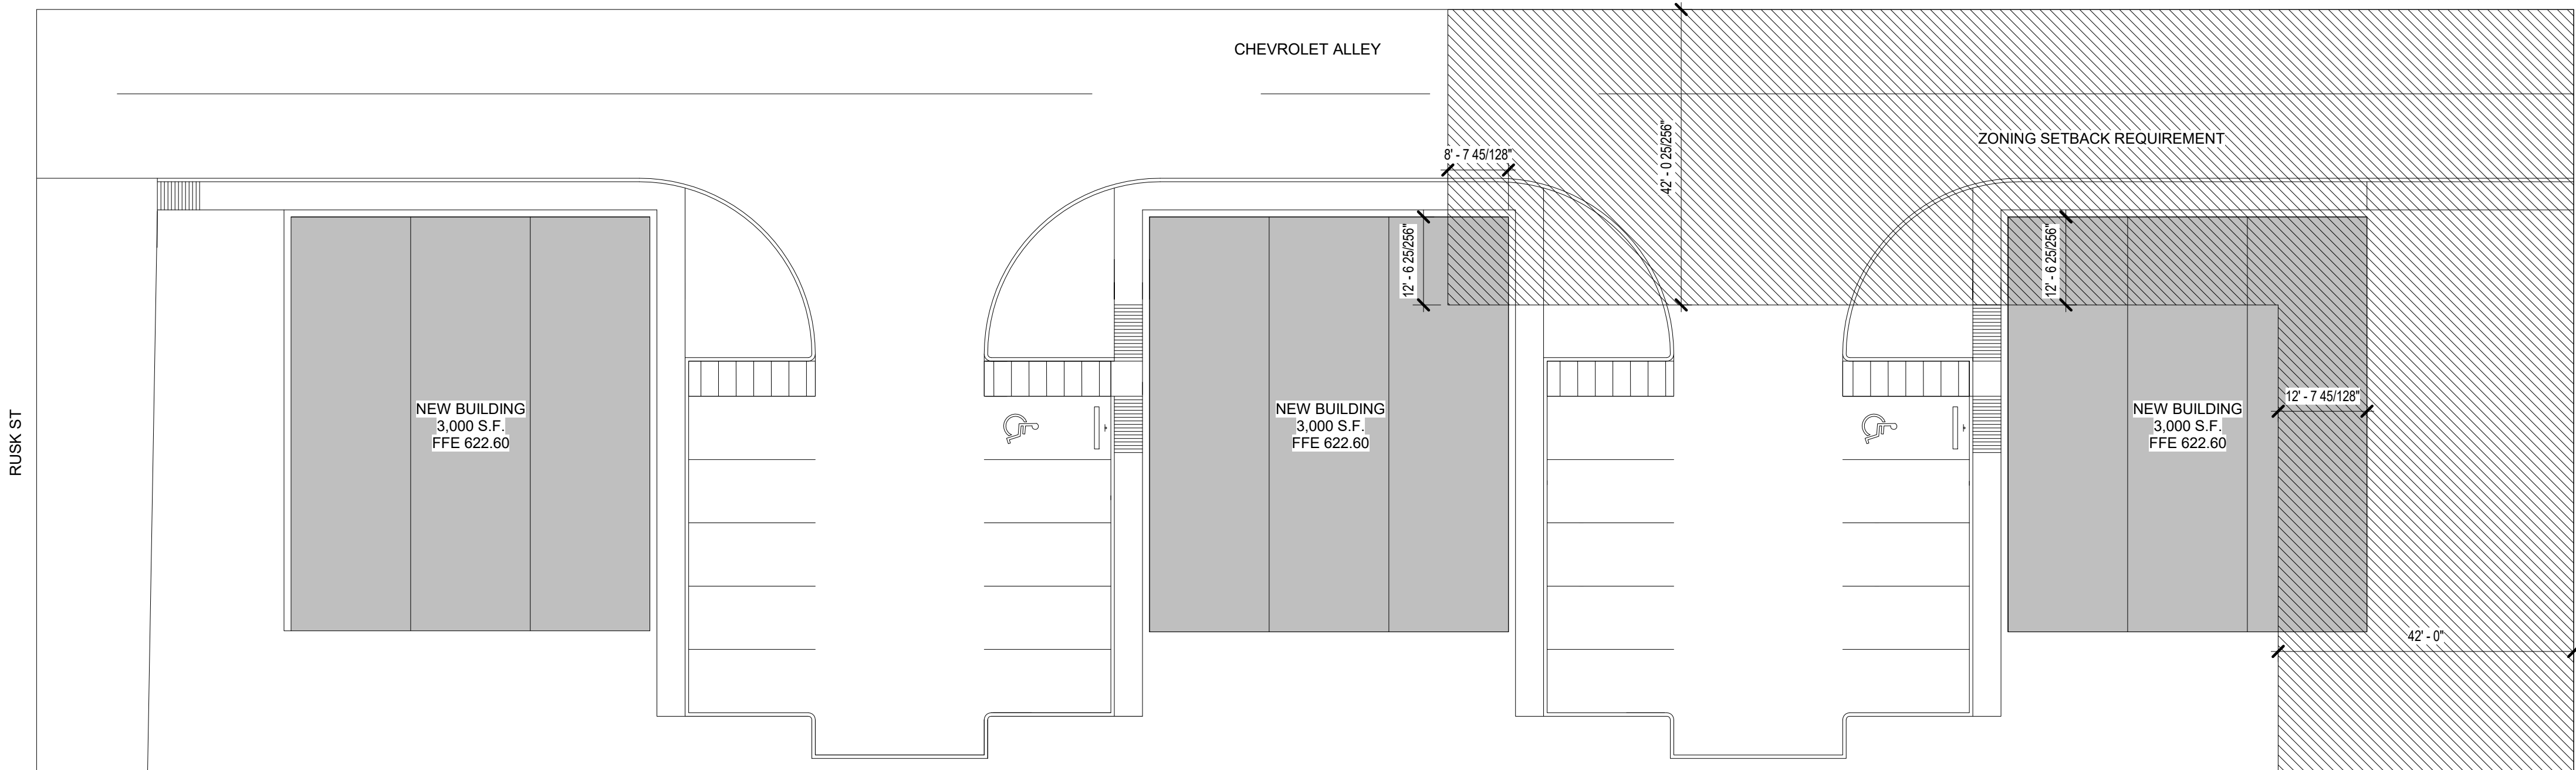 CHEVROLET ALLEY
ZONING SETBACK REQUIREMENT
8' - 7 45/128"
42' - 0 25/256"
12' - 6 25/256"
12' - 6 25/256"
12' - 7 45/128"
RUSK ST
NEW BUILDING
3,000 S.F.
FFE 622.60
NEW BUILDING
3,000 S.F.
FFE 622.60
NEW BUILDING
3,000 S.F.
FFE 622.60
42' - 0"